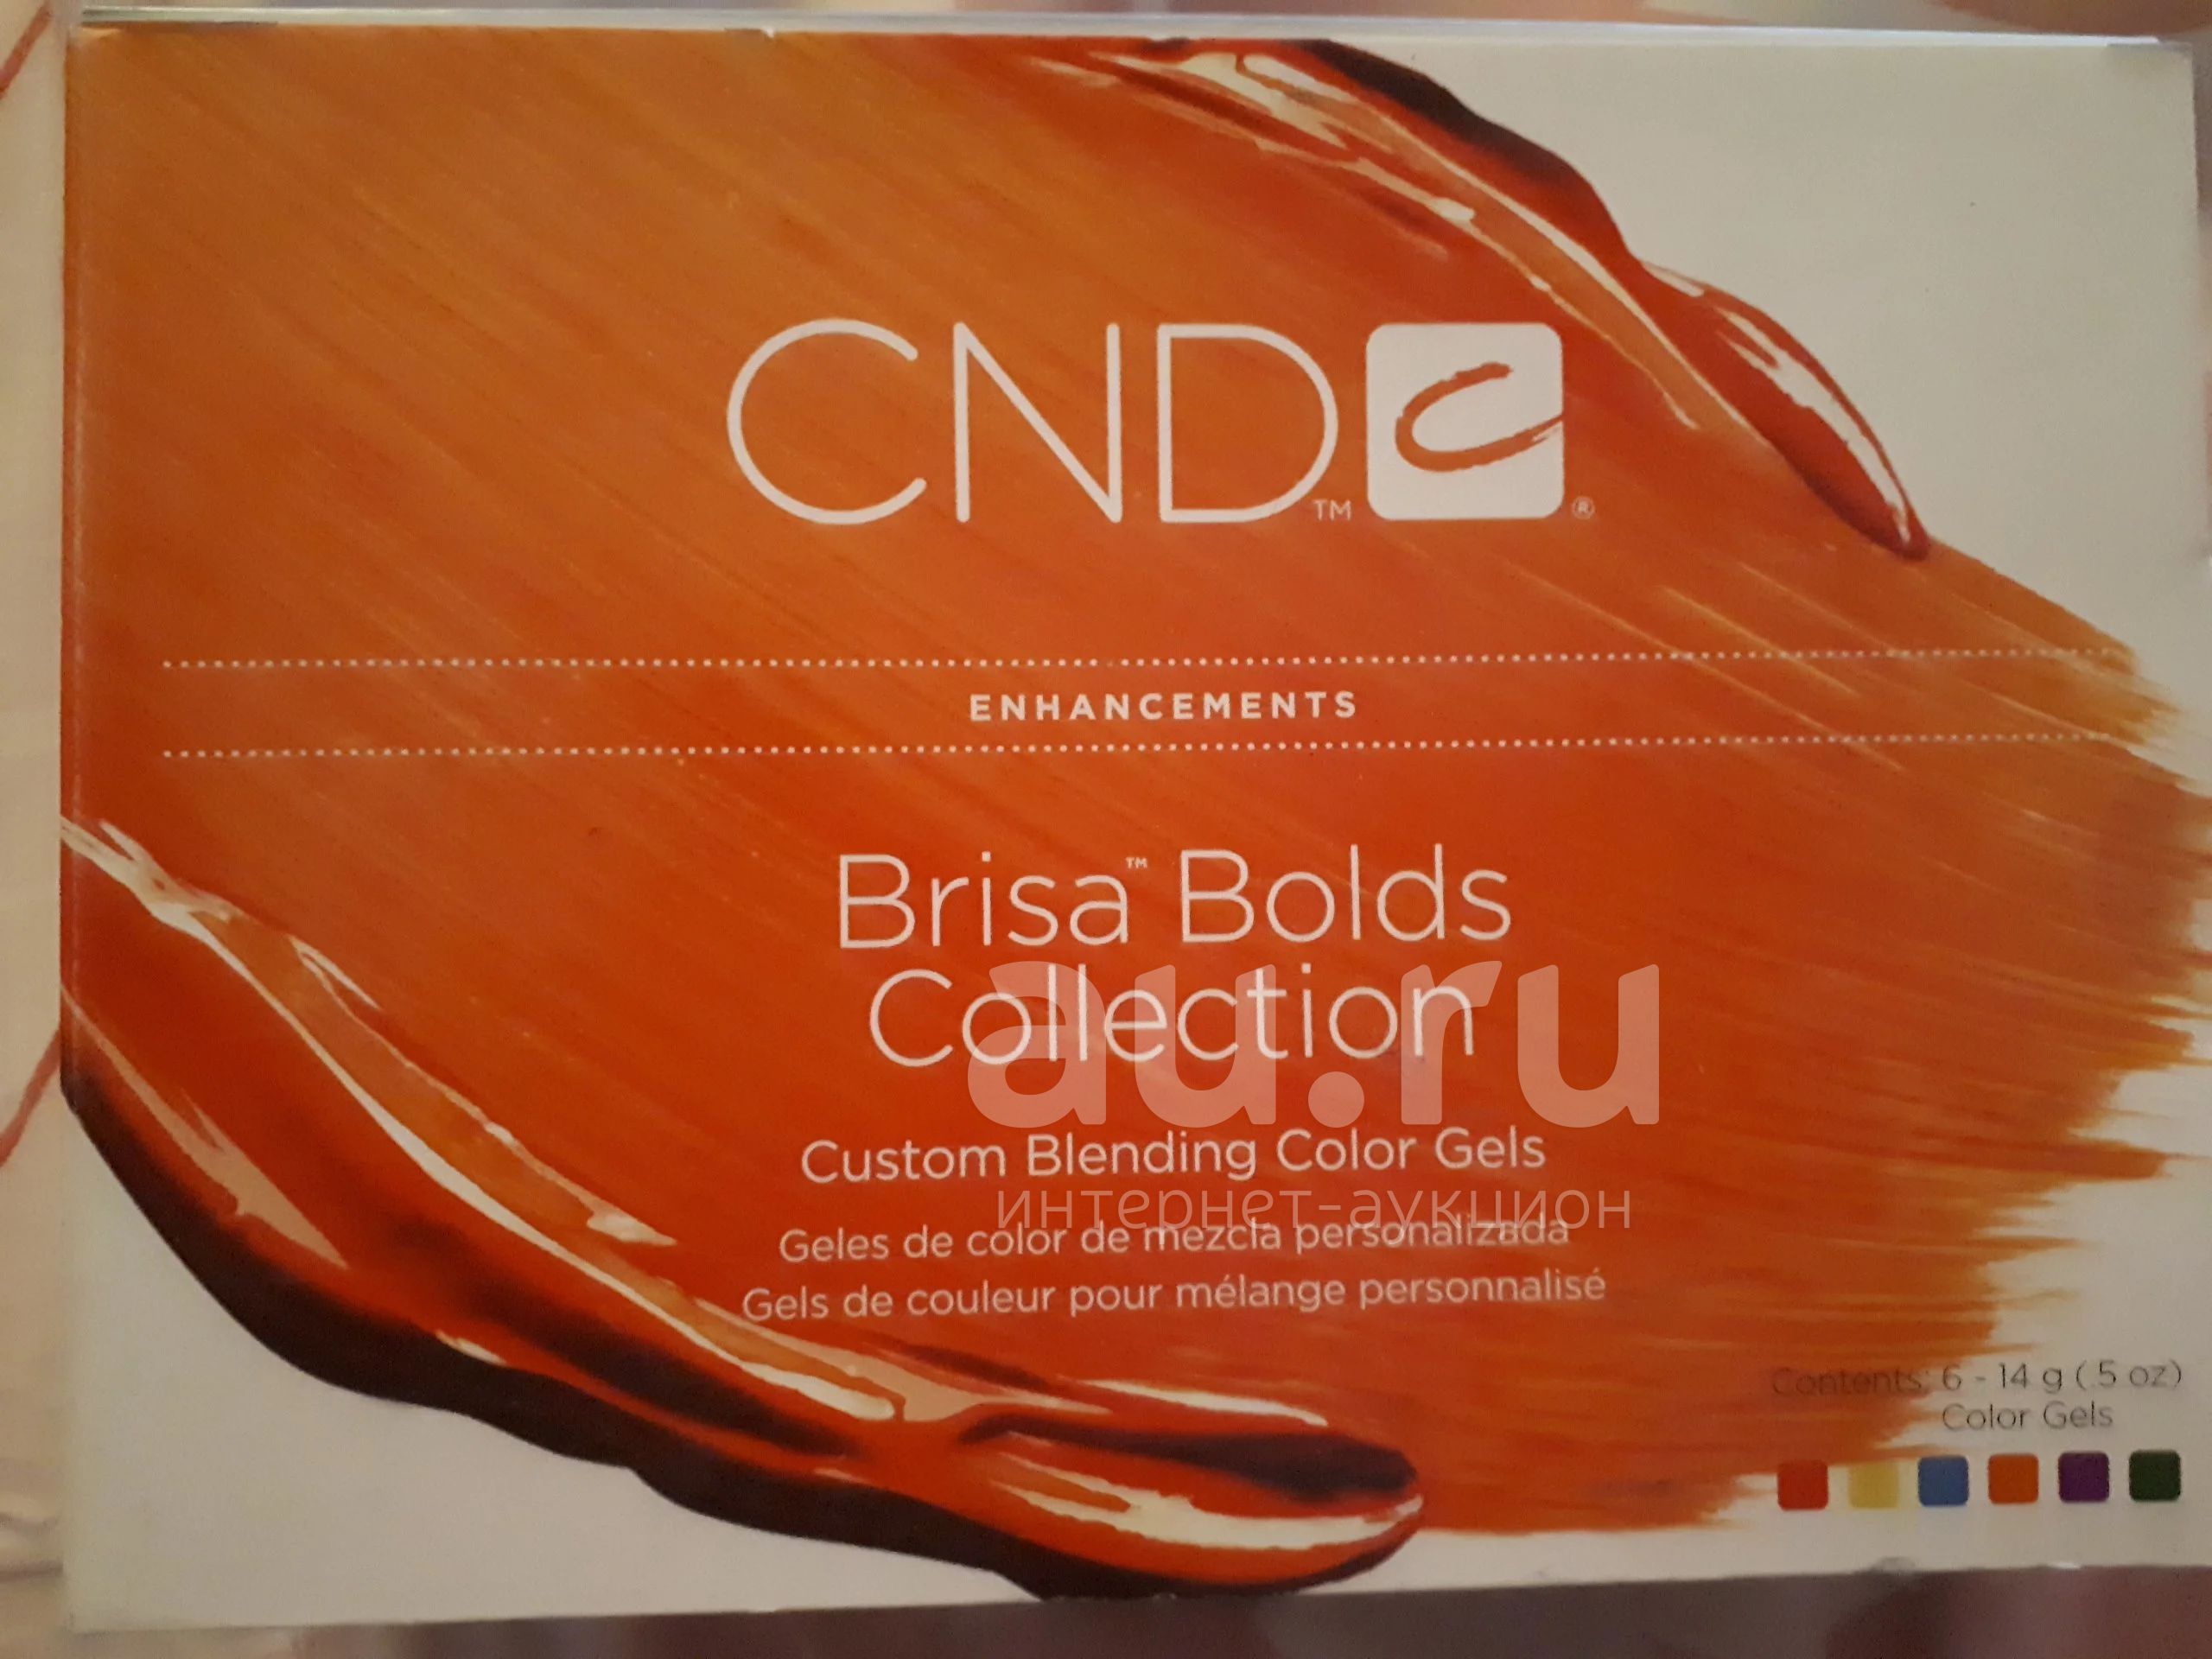 CND™ C®
ENHANCEMENTS
Brisa™ Bolds
Collection
au.ru
Custom Blending Color Gels
интернет-аукцион
Geles de color de mezcla personalizada
Gels de couleur pour mélange personnalisé
Contents: 6 - 14 g (.5 oz)
Color Gels